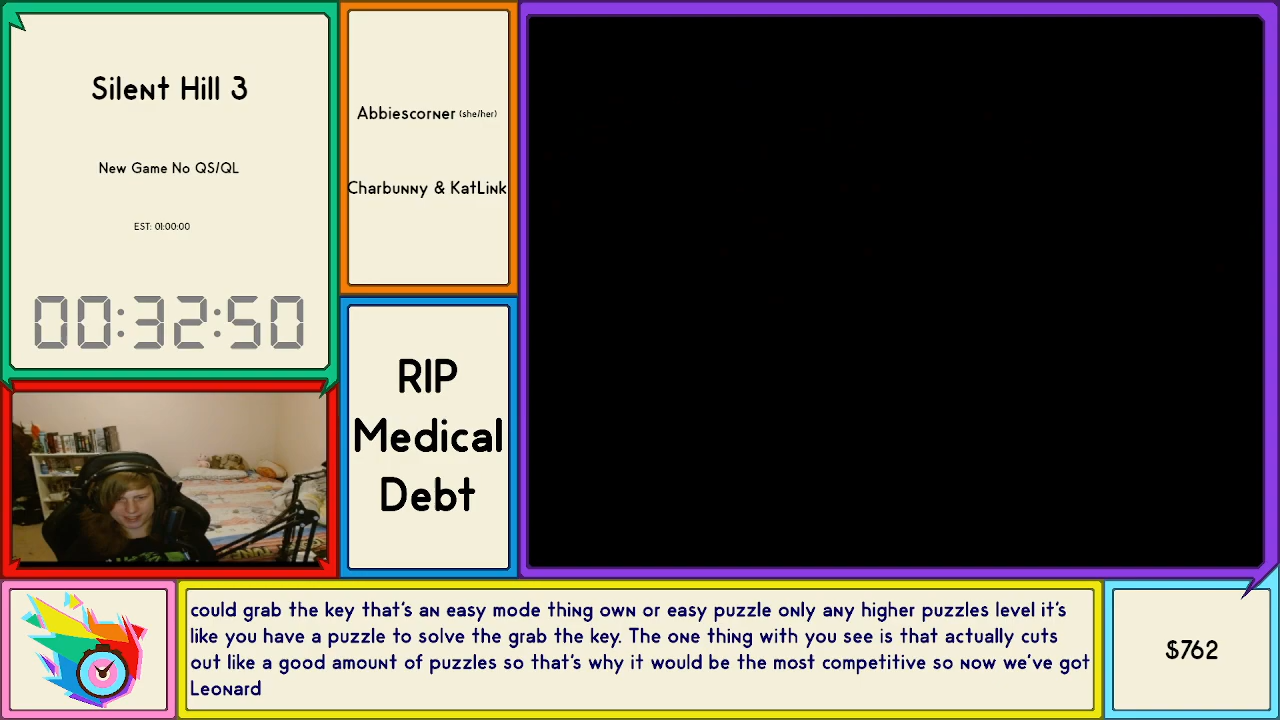 Silent Hill 3
New Game No QS/QL
EST: 01:00:00
00:32:50
Abbiescorner (she/her)
Charbunny & KatLink
RIP
Medical
Debt
could grab the key that's an easy mode thing own or easy puzzle only any higher puzzles level it's
like you have a puzzle to solve the grab the key. The one thing with you see is that actually cuts
out like a good amount of puzzles so that's why it would be the most competitive so now we've got
Leonard
$762